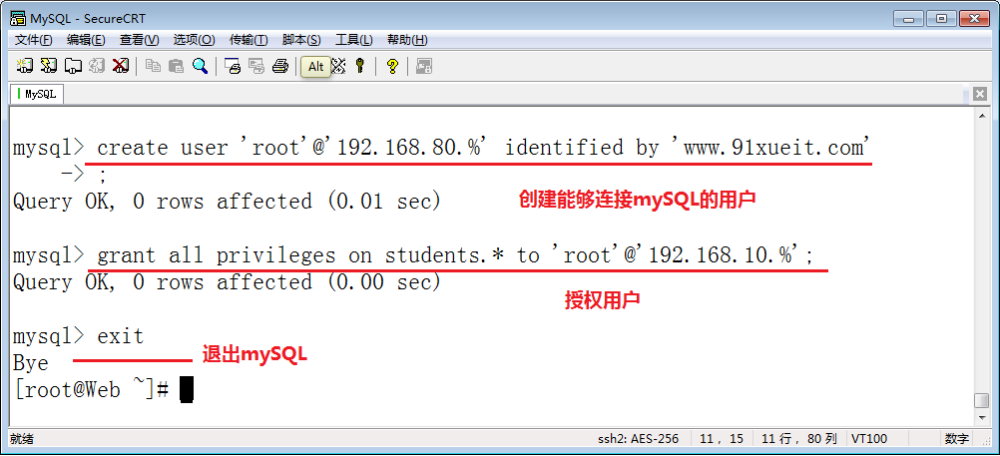 MySQL - SecureCRT
文件(F) 编辑(E) 查看(V) 选项(O) 传输(T) 脚本(S) 工具(L) 帮助(H)
Alt
MySQL
mysql> create user 'root'@'192.168.80.%' identified by 'www.91xueit.com'
-> ;
Query OK, 0 rows affected (0.01 sec)
创建能够连接mySQL的用户
mysql> grant all privileges on students.* to 'root'@'192.168.10.%';
Query OK, 0 rows affected (0.00 sec)
授权用户
mysql> exit
Bye
退出mySQL
[root@Web ~]#
就绪 ssh2: AES-256 11, 15 11 行, 80 列 VT100 数字